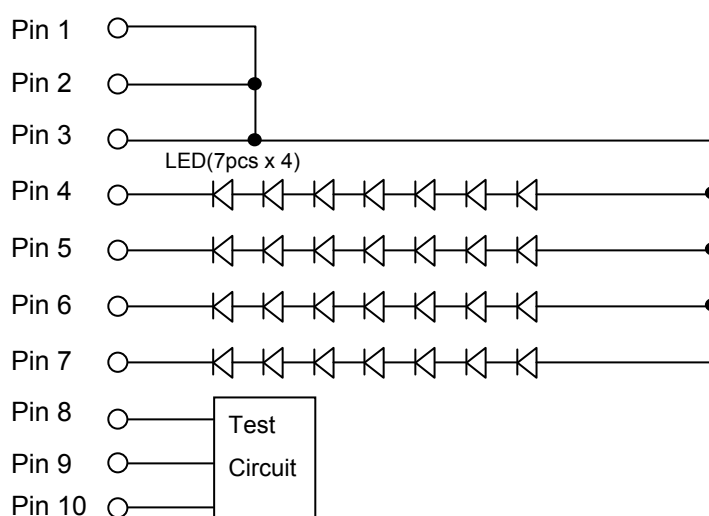 Pin 1
Pin 2
Pin 3
LED(7pcs x 4)
Pin 4
Pin 5
Pin 6
Pin 7
Pin 8
Test
Pin 9
Circuit
Pin 10